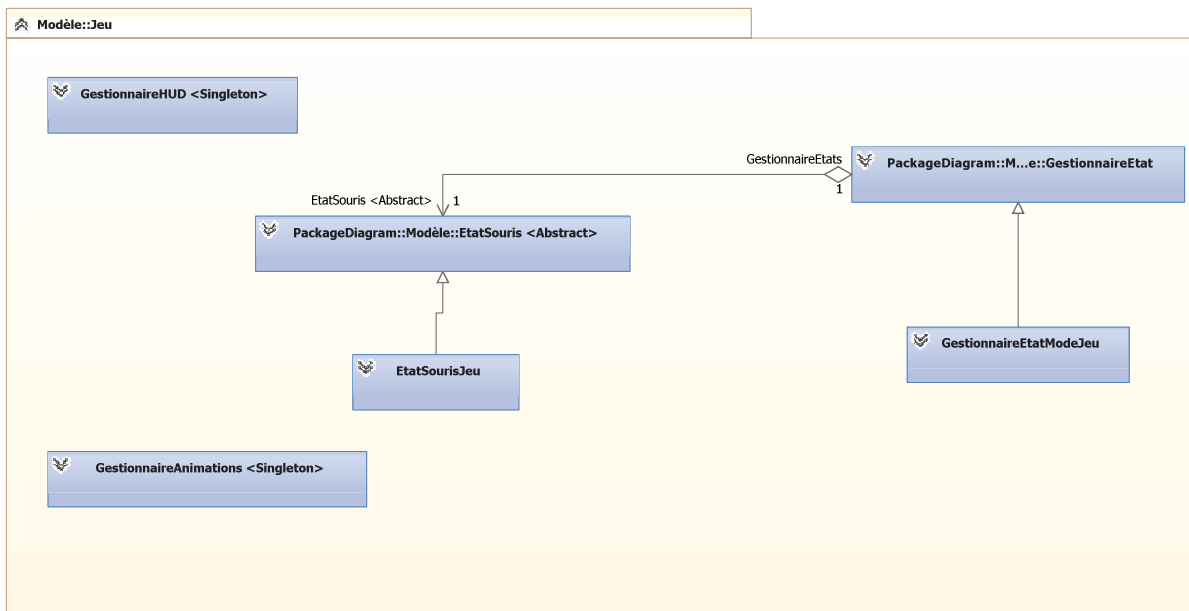 Modèle::Jeu
GestionnaireHUD <Singleton>
GestionnaireEtats
PackageDiagram::M...e::GestionnaireEtat
1
EtatSouris <Abstract>
1
PackageDiagram::Modèle::EtatSouris <Abstract>
GestionnaireEtatModeJeu
EtatSourisJeu
GestionnaireAnimations <Singleton>